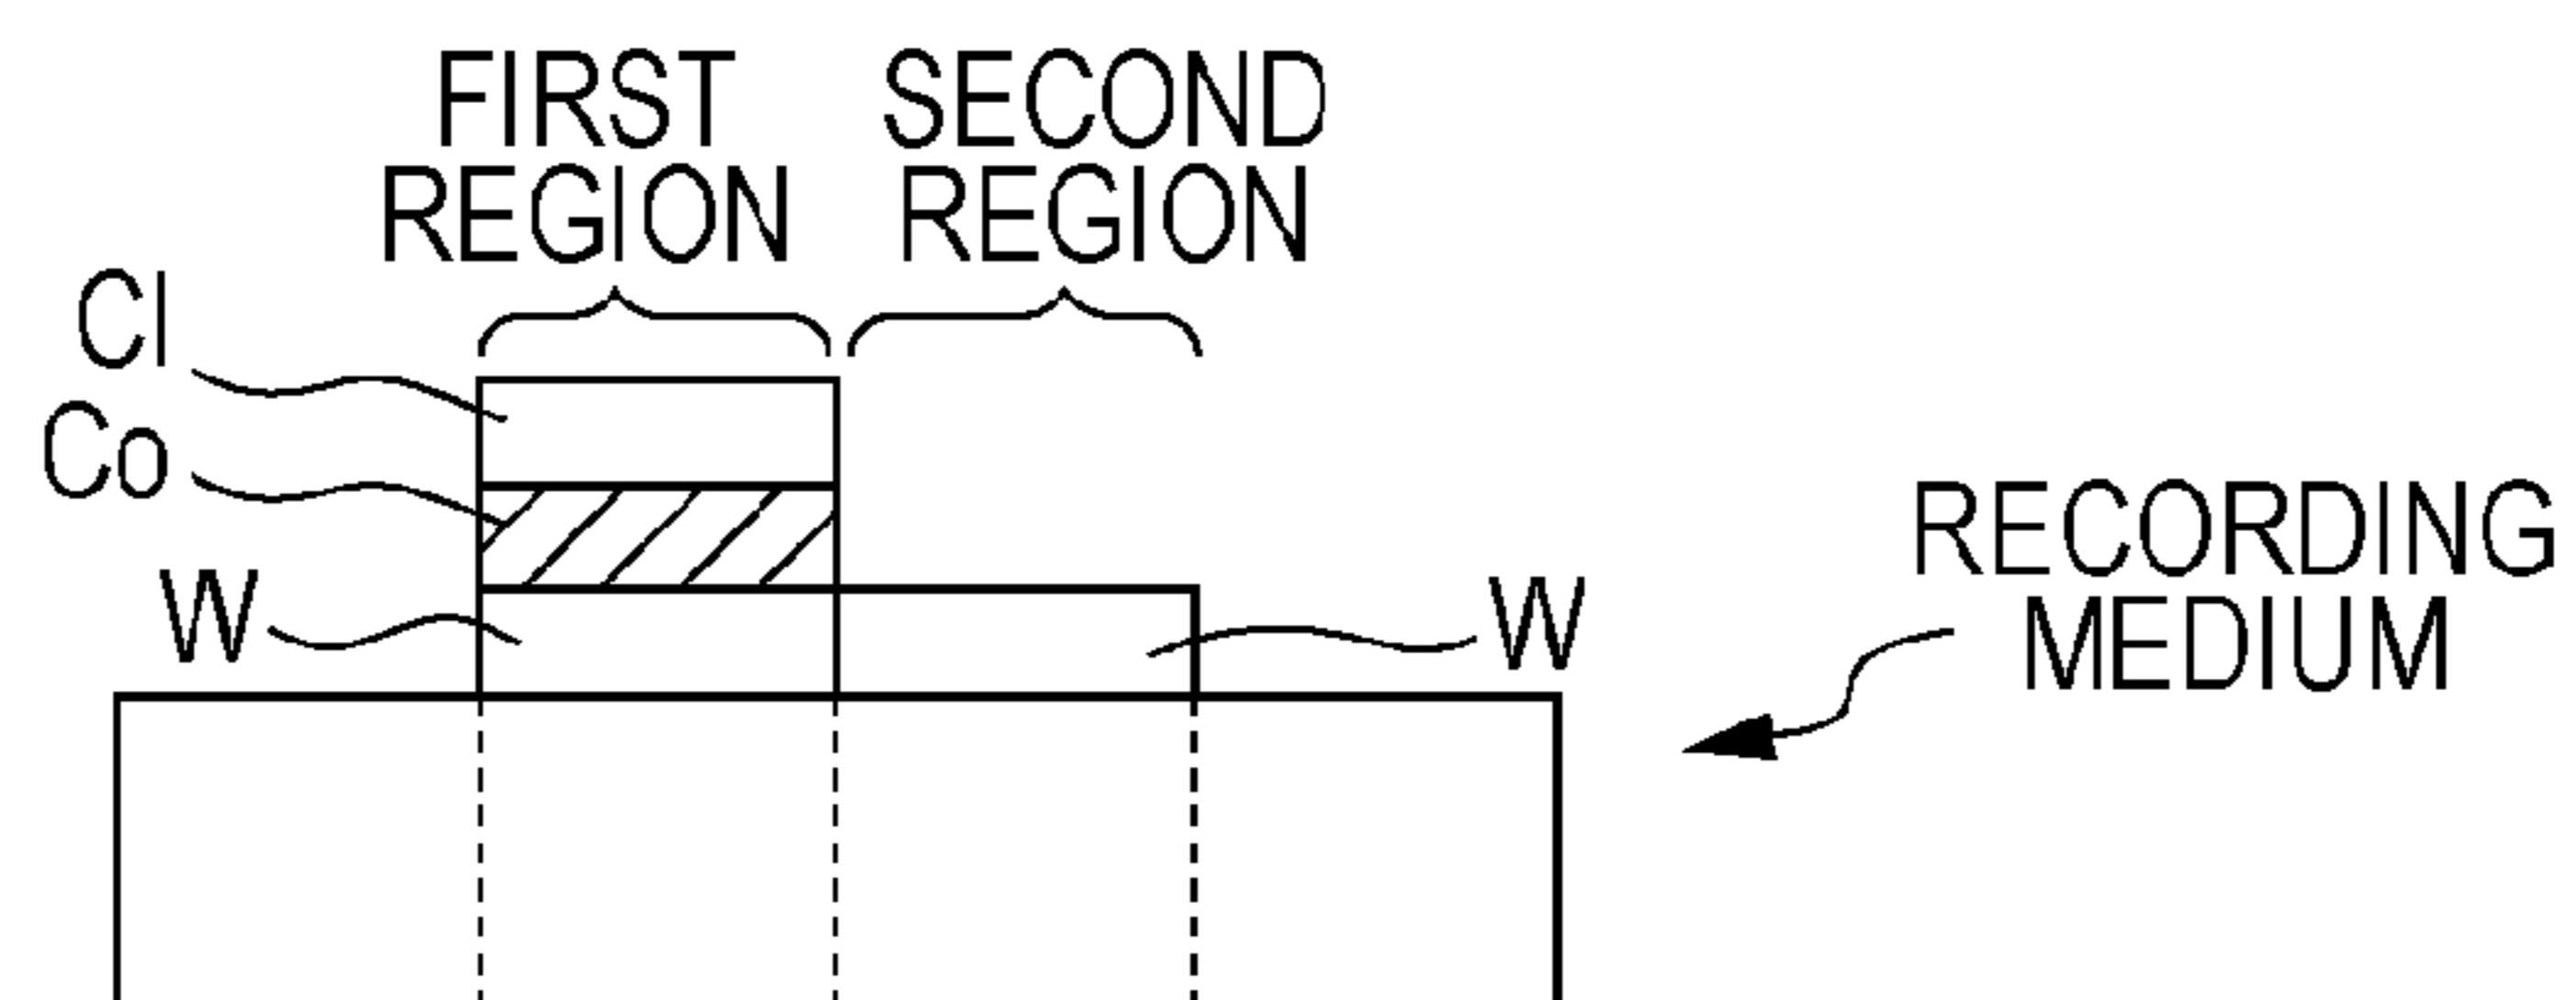 FIRST
REGION
SECOND
REGION
Cl
Co
W
W
RECORDING
MEDIUM